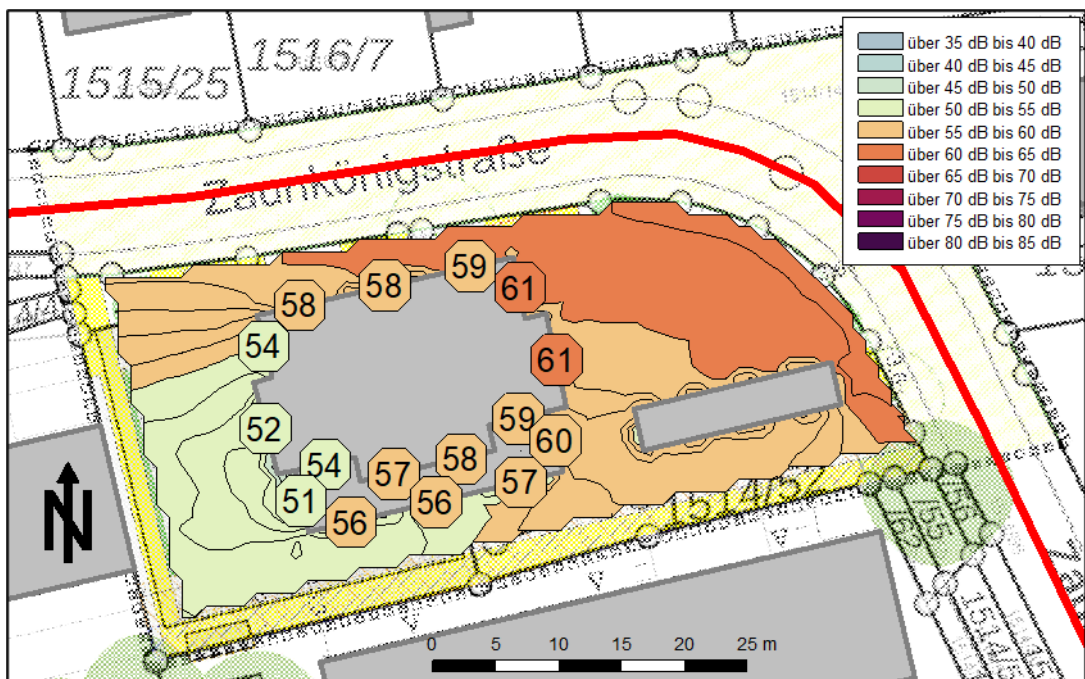 1515/25
1516/7
Zaunkönigstraße
über 35 dB bis 40 dB
über 40 dB bis 45 dB
über 45 dB bis 50 dB
über 50 dB bis 55 dB
über 55 dB bis 60 dB
über 60 dB bis 65 dB
über 65 dB bis 70 dB
über 70 dB bis 75 dB
über 75 dB bis 80 dB
über 80 dB bis 85 dB
59
58
61
58
54
61
59
52
60
58
54
57
57
51
56
56
1514/52
/55
/62
N
0 5 10 15 20 25 m